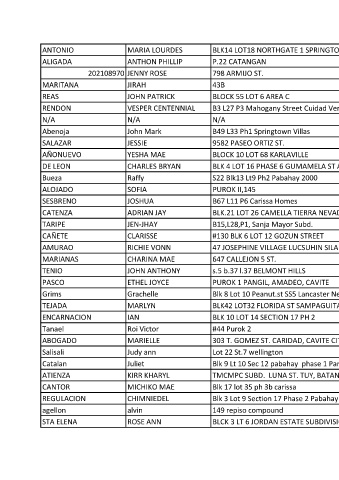 ANTONIO MARIA LOURDES BLK14 LOT18 NORTHGATE 1 SPRINGTO
ALIGADA ANTHON PHILLIP P.22 CATANGAN
202108970 JENNY ROSE 798 ARMIJO ST.
MARITANA JIRAH 43B
REAS JOHN PATRICK BLOCK 55 LOT 6 AREA C
RENDON VESPER CENTENNIAL B3 L27 P3 Mahogany Street Cuidad Ver
N/A N/A N/A
Abenoja John Mark B49 L33 Ph1 Springtown Villas
SALAZAR JESSIE 9582 PASEO ORTIZ ST.
AÑONUEVO YESHA MAE BLOCK 10 LOT 68 KARLAVILLE
DE LEON CHARLES BRYAN BLK 4 LOT 16 PHASE 6 GUMAMELA ST A
Bueza Raffy S22 Blk13 Lt9 Ph2 Pabahay 2000
ALOJADO SOFIA PUROK II,145
SESBRENO JOSHUA B67 L11 P6 Carissa Homes
CATENZA ADRIAN JAY BLK.21 LOT 26 CAMELLA TIERRA NEVAD
TARIPE JEN-JHAY B15,L28,P1, Sanja Mayor Subd.
CAÑETE CLARISSE #130 BLK 6 LOT 12 GOZUN STREET
AMURAO RICHIE VONN 47 JOSEPHINE VILLAGE LUCSUHIN SILA
MARIANAS CHARINA MAE 647 CALLEJON 5 ST.
TENIO JOHN ANTHONY s.5 b.37 l.37 BELMONT HILLS
PASCO ETHEL JOYCE PUROK 1 PANGIL, AMADEO, CAVITE
Grims Grachelle Blk 8 Lot 10 Peanut.st SS5 Lancaster Ne
TEJADA MARLYN BLK42 LOT32 FLORIDA ST SAMPAGUITA
ENCARNACION IAN BLK 10 LOT 14 SECTION 17 PH 2
Tanael Roi Victor #44 Purok 2
ABOGADO MARIELLE 303 T. GOMEZ ST. CARIDAD, CAVITE CIT
Salisali Judy ann Lot 22 St.7 wellington
Catalan Juliet Blk 9 Lt 10 Sec 12 pabahay phase 1 Par
ATIENZA KIRR KHARYL TMCMPC SUBD. LUNA ST. TUY, BATAN
CANTOR MICHIKO MAE Blk 17 lot 35 ph 3b carissa
REGULACION CHIMNIEDEL Blk 3 Lot 9 Section 17 Phase 2 Pabahay
agellon alvin 149 repiso compound
STA ELENA ROSE ANN BLCK 3 LT 6 JORDAN ESTATE SUBDIVISI